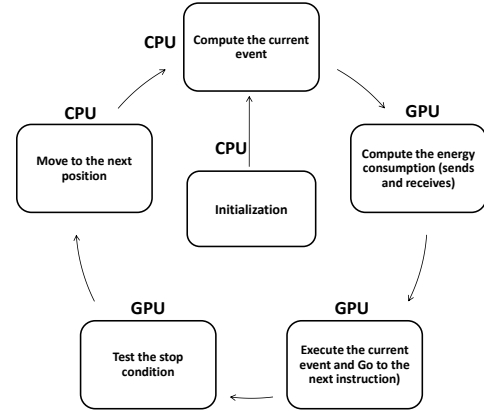 CPU
Compute the current
event
GPU
Compute the energy
consumption (sends
and receives)
CPU
Move to the next
position
CPU
Initialization
GPU
Test the stop
condition
GPU
Execute the current
event and Go to the
next instruction)